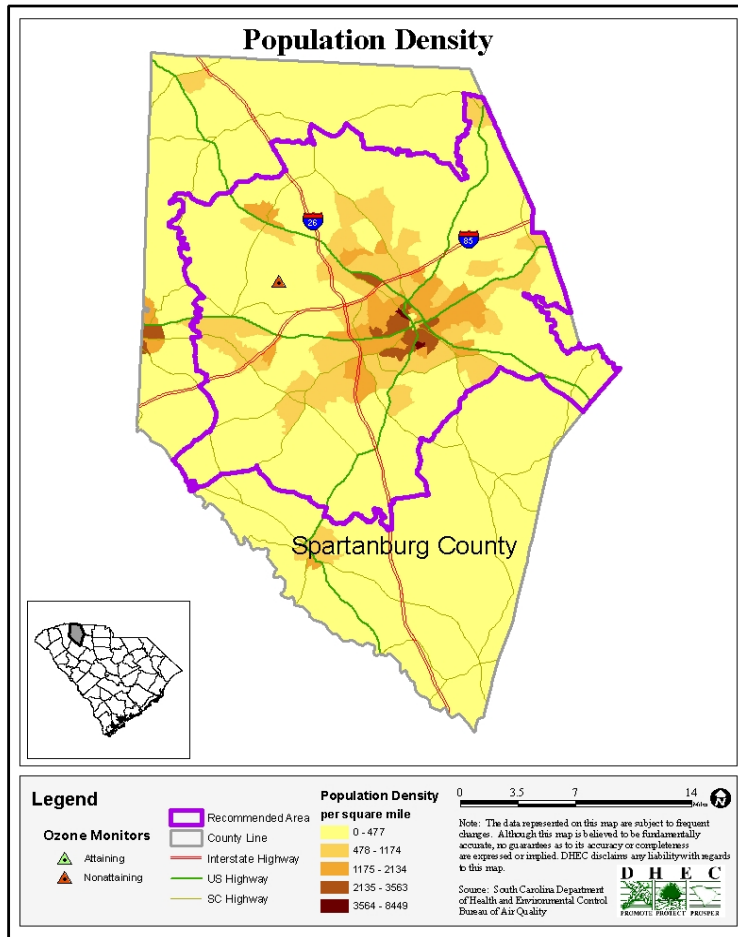 Population Density
26
85
Spartanburg County
Legend
Ozone Monitors
Attaining
Nonattaining
Recommended Area
County Line
Interstate Highway
US Highway
SC Highway
Population Density
per square mile
0 - 477
478 - 1174
1175 - 2134
2135 - 3563
3564 - 8449
0 3.5 7 14
Miles
N
Note: The data represented on this map are subject to frequent
changes. Although this map is believed to be fundamentally
accurate, no guarantees as to its accuracy or completeness
are expressed or implied. DHEC disclaims any liability with regards
to this map.
Source: South Carolina Department
of Health and Environmental Control
Bureau of Air Quality
D H E C
PROMOTE PROTECT PROSPER